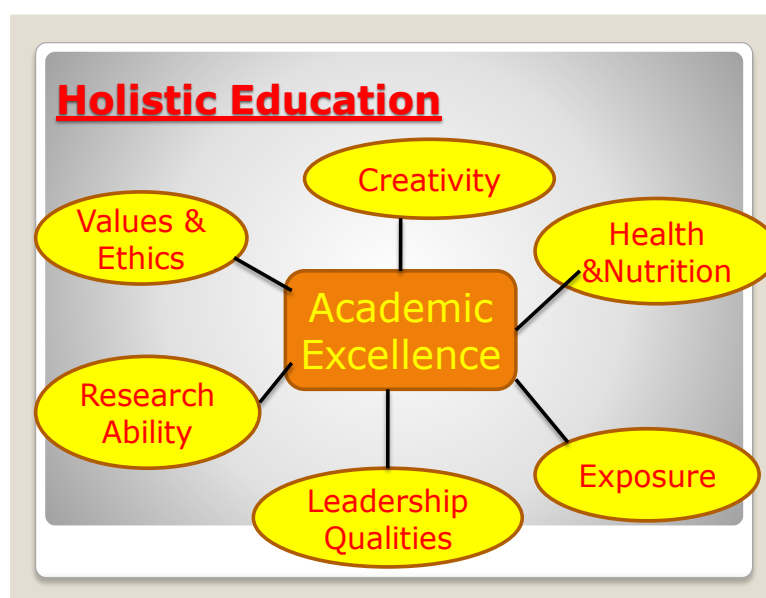 Holistic Education
Creativity
Values &
Ethics
Health
&Nutrition
Academic
Excellence
Research
Ability
Exposure
Leadership
Qualities